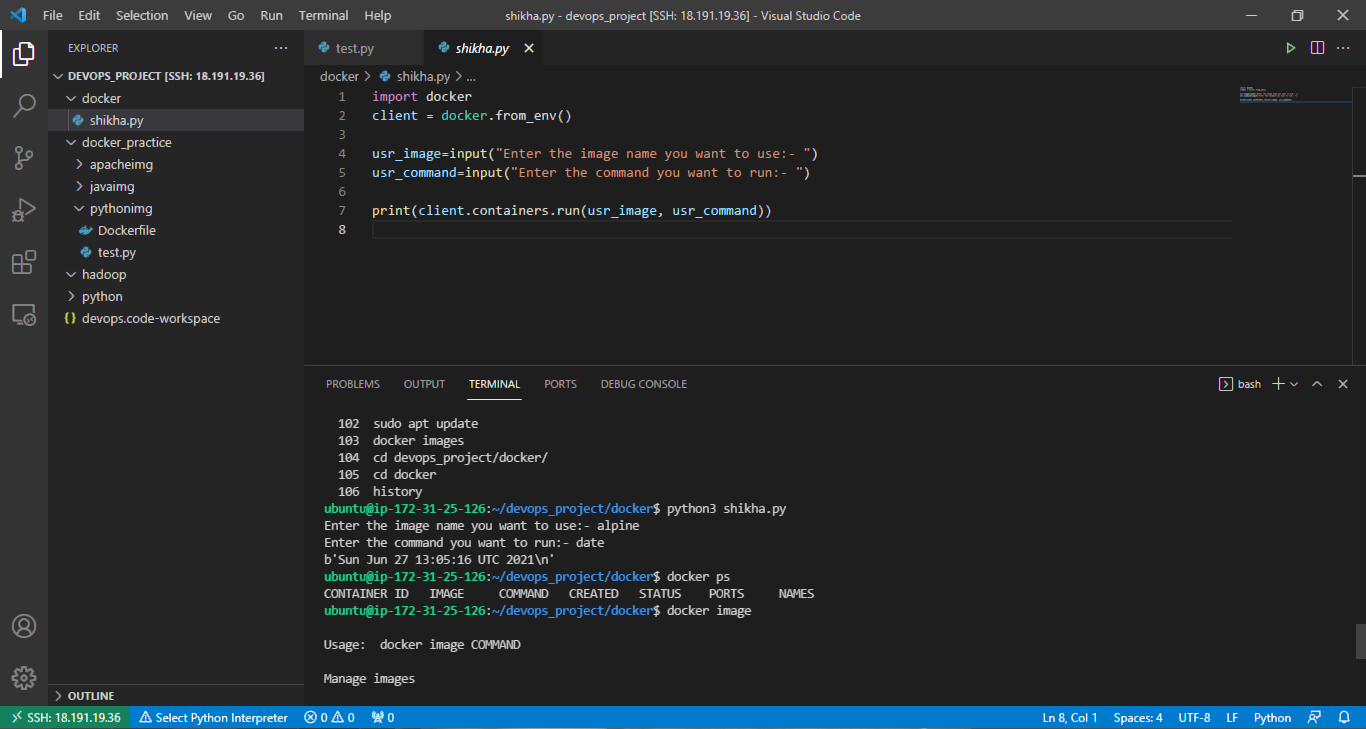 File Edit Selection View Go Run Terminal Help shikha.py - devops_project [SSH: 18.191.19.36] - Visual Studio Code
EXPLORER
DEVOPS_PROJECT [SSH: 18.191.19.36]
docker
shikha.py
docker_practice
apacheimg
javaimg
pythonimg
Dockerfile
test.py
hadoop
python
devops.code-workspace
OUTLINE
test.py shikha.py
docker > shikha.py > ...
1 import docker
2 client = docker.from_env()
3
4 usr_image=input("Enter the image name you want to use:- ")
5 usr_command=input("Enter the command you want to run:- ")
6
7 print(client.containers.run(usr_image, usr_command))
8
PROBLEMS OUTPUT TERMINAL PORTS DEBUG CONSOLE bash
102 sudo apt update
103 docker images
104 cd devops_project/docker/
105 cd docker
106 history
ubuntu@ip-172-31-25-126:~/devops_project/docker$ python3 shikha.py
Enter the image name you want to use:- alpine
Enter the command you want to run:- date
b'Sun Jun 27 13:05:16 UTC 2021\n'
ubuntu@ip-172-31-25-126:~/devops_project/docker$ docker ps
CONTAINER ID IMAGE COMMAND CREATED STATUS PORTS NAMES
ubuntu@ip-172-31-25-126:~/devops_project/docker$ docker image
Usage: docker image COMMAND
Manage images
SSH: 18.191.19.36 Select Python Interpreter 0 0 0 Ln 8, Col 1 Spaces: 4 UTF-8 LF Python